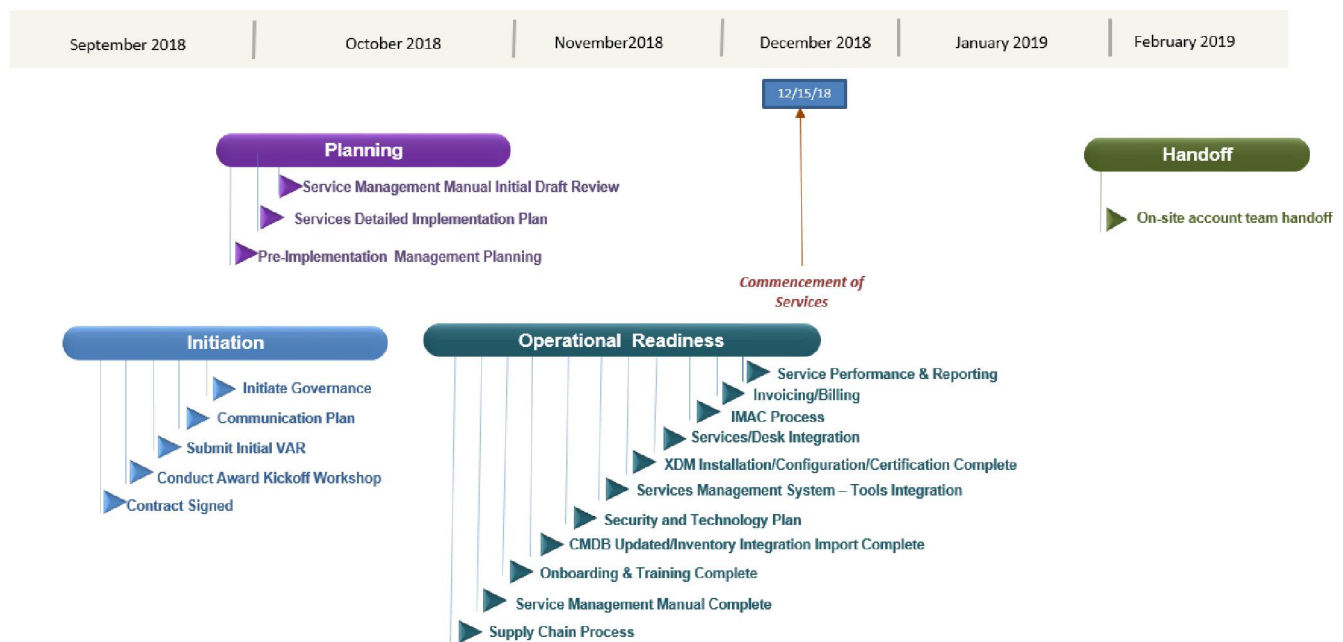 September 2018
October 2018
November2018
December 2018
January 2019
February 2019
12/15/18
Planning
Service Management Manual Initial Draft Review
Services Detailed Implementation Plan
Pre-Implementation Management Planning
Handoff
On-site account team handoff
Commencement of
Services
Initiation
Initiate Governance
Communication Plan
Submit Initial VAR
Conduct Award Kickoff Workshop
Contract Signed
Operational Readiness
Service Performance & Reporting
Invoicing/Billing
IMAC Process
Services/Desk Integration
XDM Installation/Configuration/Certification Complete
Services Management System – Tools Integration
Security and Technology Plan
CMDB Updated/Inventory Integration Import Complete
Onboarding & Training Complete
Service Management Manual Complete
Supply Chain Process